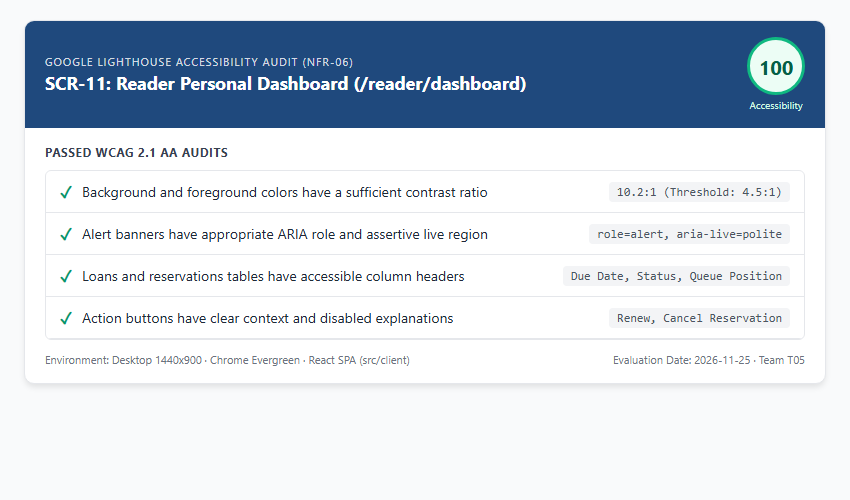 GOOGLE LIGHTHOUSE ACCESSIBILITY AUDIT (NFR-06)
SCR-11: Reader Personal Dashboard (/reader/dashboard)
100
Accessibility
PASSED WCAG 2.1 AA AUDITS
✓ Background and foreground colors have a sufficient contrast ratio 10.2:1 (Threshold: 4.5:1)
✓ Alert banners have appropriate ARIA role and assertive live region role=alert, aria-live=polite
✓ Loans and reservations tables have accessible column headers Due Date, Status, Queue Position
✓ Action buttons have clear context and disabled explanations Renew, Cancel Reservation
Environment: Desktop 1440x900 · Chrome Evergreen · React SPA (src/client) Evaluation Date: 2026-11-25 · Team T05